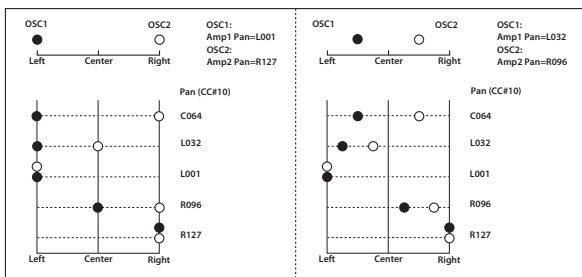 OSC1 OSC2
Left Center Right
OSC1:
Amp1 Pan=L001
OSC2:
Amp2 Pan=R127
Pan (CC#10)
C064
L032
L001
R096
R127
Left Center Right
OSC1 OSC2
Left Center Right
OSC1:
Amp1 Pan=L032
OSC2:
Amp2 Pan=R096
Pan (CC#10)
C064
L032
L001
R096
R127
Left Center Right